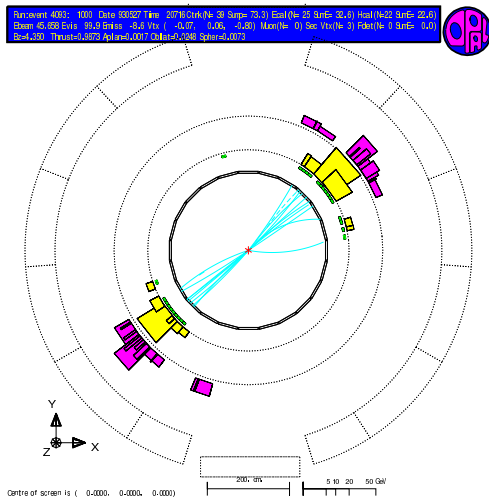 Run:event 4093: 1000 Date 930527 Time 20716 Ctrk(N= 39 Sump= 73.3) Ecal(N= 25 SumE= 32.6) Hcal(N=22 SumE= 22.6)
Ebeam 45.658 Evis 99.9 Emiss -8.6 Vtx ( -0.07, 0.06, -0.80) Muon(N= 0) Sec Vtx(N= 3) Fdet(N= 0 SumE= 0.0)
Bz=4.350 Thrust=0.9873 Aplan=0.0017 Oblat=0.0248 Spher=0.0073
OPAL
Y
X
Z
200. cm.
5 10 20 50 GeV
Centre of screen is ( 0.0000, 0.0000, 0.0000)